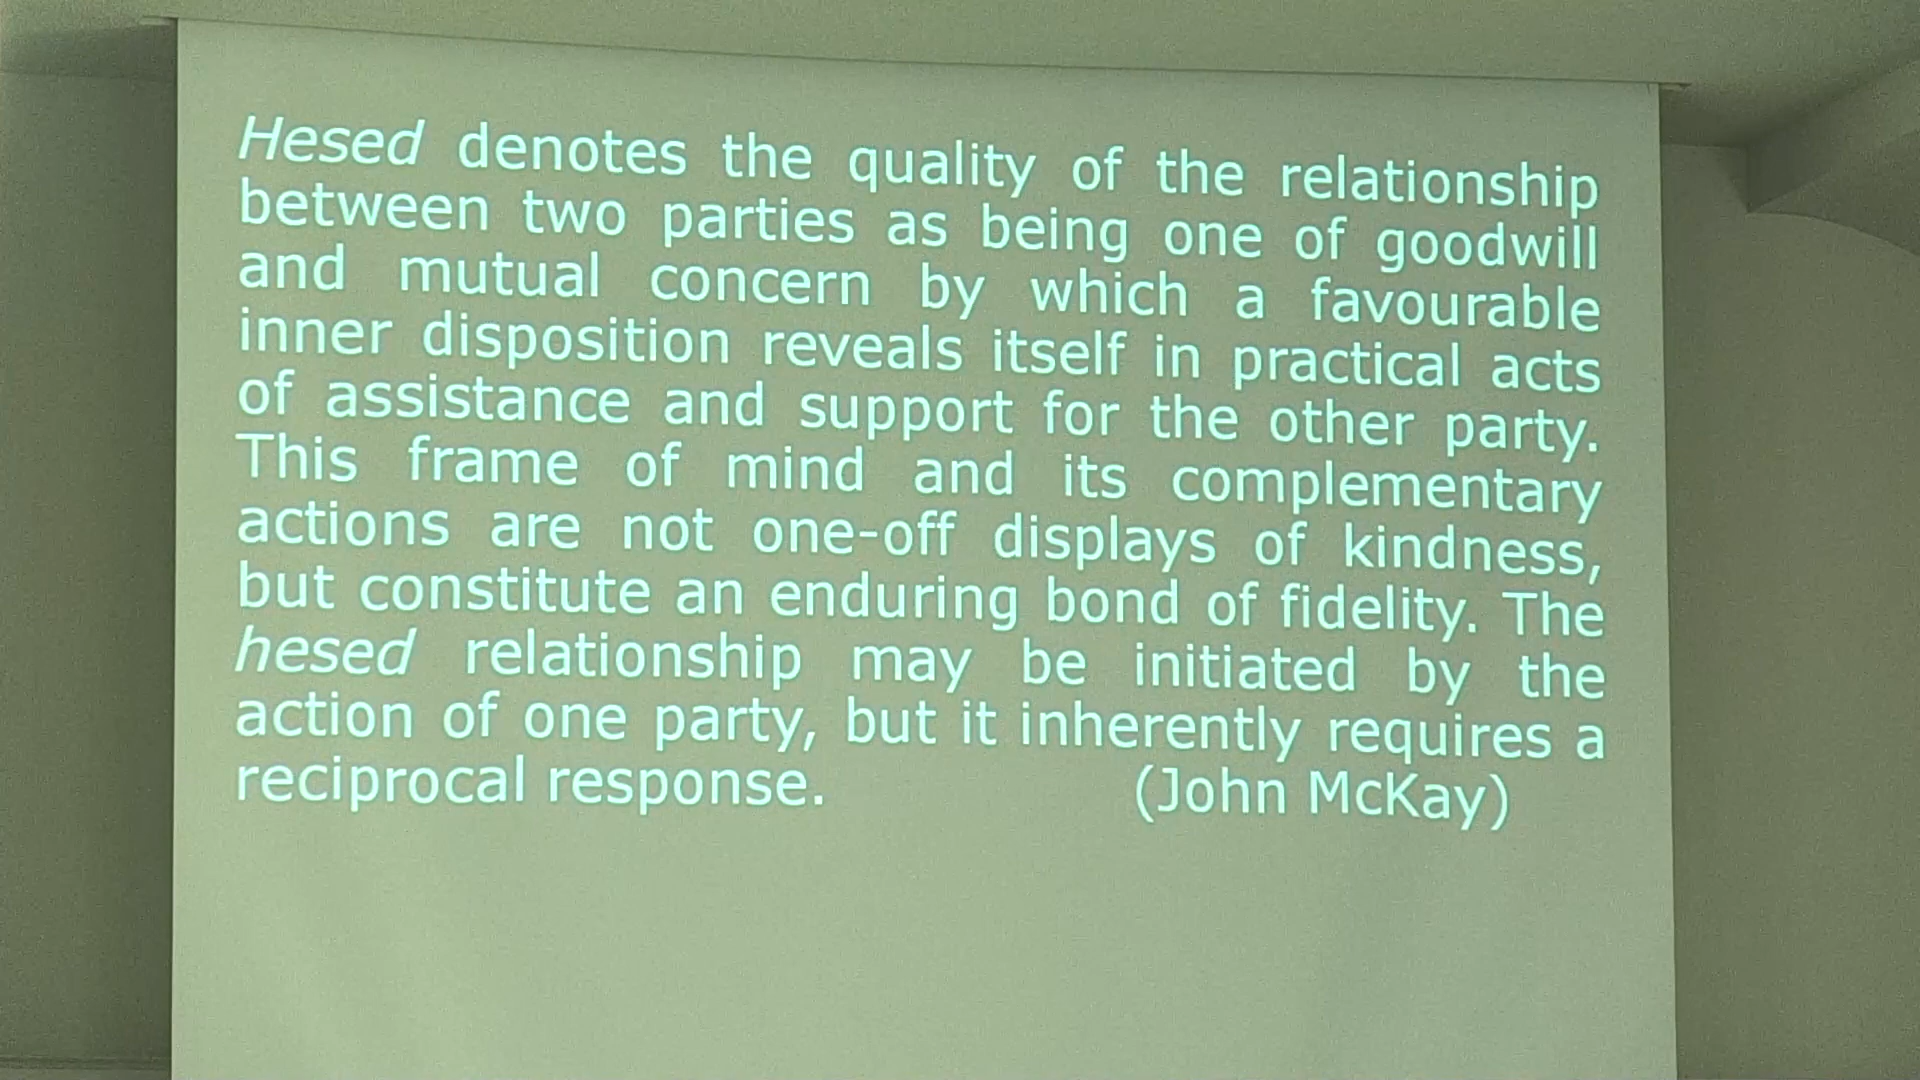 Hesed denotes the quality of the relationship
between two parties as being one of goodwill
and mutual concern by which a favourable
inner disposition reveals itself in practical acts
of assistance and support for the other party.
This frame of mind and its complementary
actions are not one-off displays of kindness,
but constitute an enduring bond of fidelity. The
hesed relationship may be initiated by the
action of one party, but it inherently requires a
reciprocal response. (John McKay)